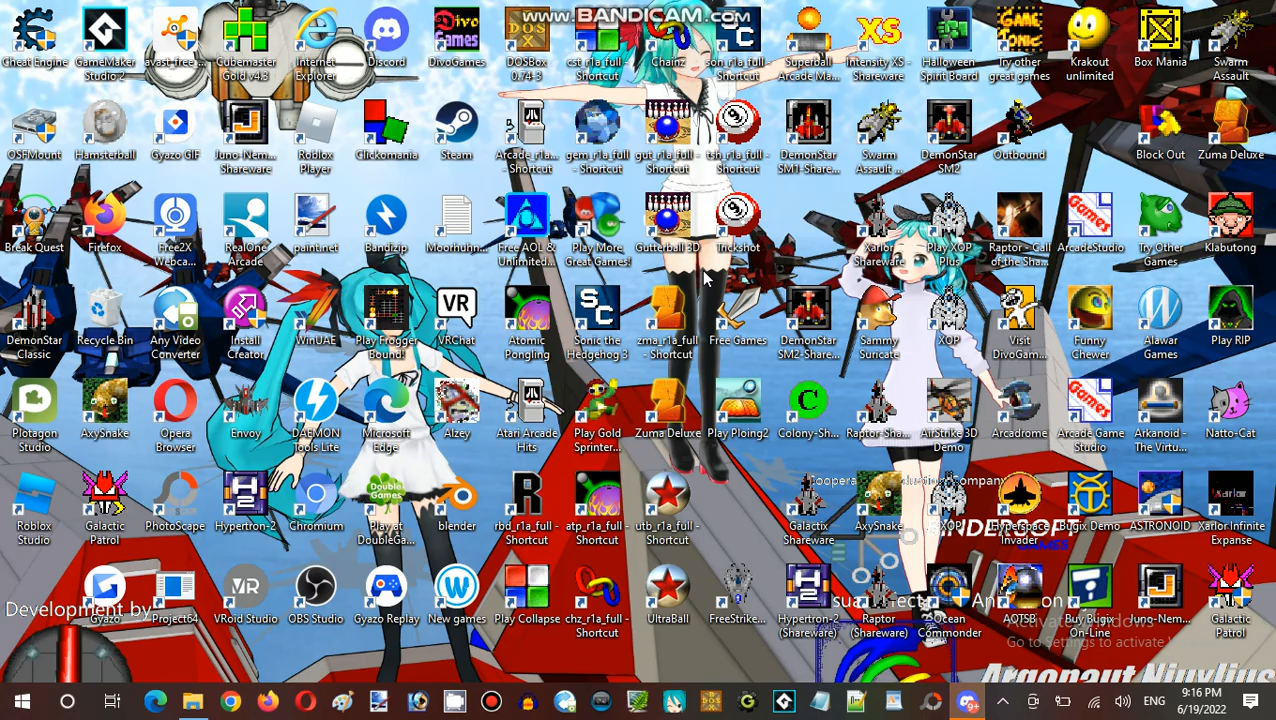 www.BANDICAM.com
Cheat Engine
GameMaker
Studio 2
avast_free_...
Cubemaster
Gold v4.3
Internet
Explorer
Discord
DivoGames
DOSBox
0.74-3
cst_r1a_full -
Shortcut
Chainz
son_r1a_full -
Shortcut
Superball
Arcade Ma...
Intensity XS -
Shareware
Halloween
Spirit Board
Try other
great games
Krakout
unlimited
Box Mania
Swarm
Assault
OSFMount
Hamsterball
Gyazo GIF
Juno-Nem...
Shareware
Roblox
Player
Clickomania
Steam
Arcade_r1a...
- Shortcut
gem_r1a_full
- Shortcut
gut_r1a_full -
Shortcut
tsh_r1a_full -
Shortcut
DemonStar
SM1-Share...
Swarm
Assault ...
DemonStar
SM2
Outbound
Block Out
Zuma Deluxe
Break Quest
Firefox
Free2X
Webca...
RealOne
Arcade
paint.net
Bandizip
Moorhuhn...
Free AOL &
Unlimited...
Play More
Great Games!
Gutterball 3D
Trickshot
Xarlor
Shareware
Play XOP
Plus
Raptor - Call
of the Sha...
ArcadeStudio
Try Other
Games
Klabutong
DemonStar
Classic
Recycle Bin
Any Video
Converter
Install
Creator
WinUAE
Play Frogger
Bound!
VRChat
Atomic
Pongling
Sonic the
Hedgehog 3
zma_r1a_full
- Shortcut
Free Games
DemonStar
SM2-Share...
Sammy
Suricate
XOP
Visit
DivoGam...
Funny
Chewer
Alawar
Games
Play RIP
Plotagon
Studio
AxySnake
Opera
Browser
Envoy
DAEMON
Tools Lite
Microsoft
Edge
Alzey
Atari Arcade
Hits
Play Gold
Sprinter...
Zuma Deluxe
Play Ploing2
Colony-Sh...
Raptor-Sha...
AirStrike 3D
Demo
Arcadrome
Arcade Game
Studio
Arkanoid -
The Virtu...
Natto-Cat
Roblox
Studio
Galactic
Patrol
PhotoScape
Hypertron-2
Chromium
Play at
DoubleGa...
blender
rbd_r1a_full -
Shortcut
atp_r1a_full -
Shortcut
utb_r1a_full -
Shortcut
Galactix
Shareware
AxySnake
XOP
Hyperspace
Invader
Bugix Demo
ASTRONOID
Xarlor Infinite
Expanse
GAMES
Development by
Gyazo
Project64
VRoid Studio
OBS Studio
Gyazo Replay
New games
Play Collapse
chz_r1a_full -
Shortcut
UltraBall
FreeStrike...
Hypertron-2
(Shareware)
Raptor
(Shareware)
Ocean
Commander
AOTSB
Buy Bugix
On-Line
Juno-Nem...
Galactic
Patrol
Activate Windows
Go to Settings to activate W
ENG
9:16 PM
6/19/2022